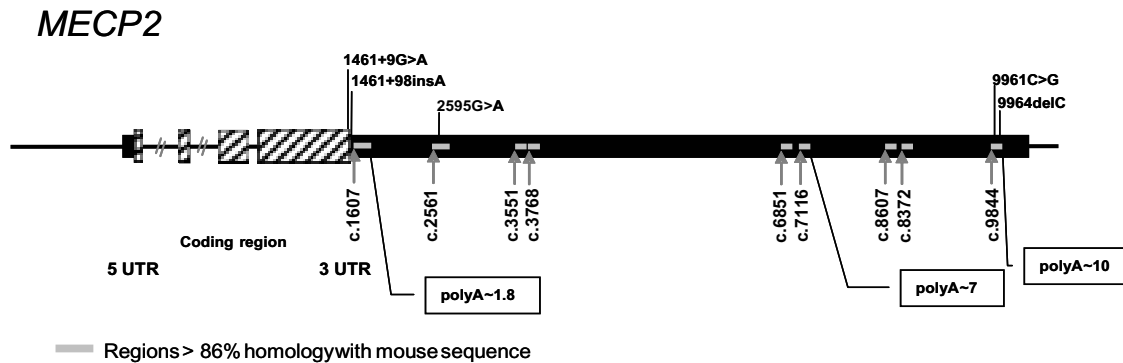 MECP2
1461+9G>A
1461+98insA
2595G>A
9961C>G
9964delC
c.1607
c.2561
c.3551
c.3768
c.6851
c.7116
c.8607
c.8372
c.9844
Coding region
5 UTR
3 UTR
polyA~1.8
polyA~7
polyA~10
Regions > 86% homology with mouse sequence